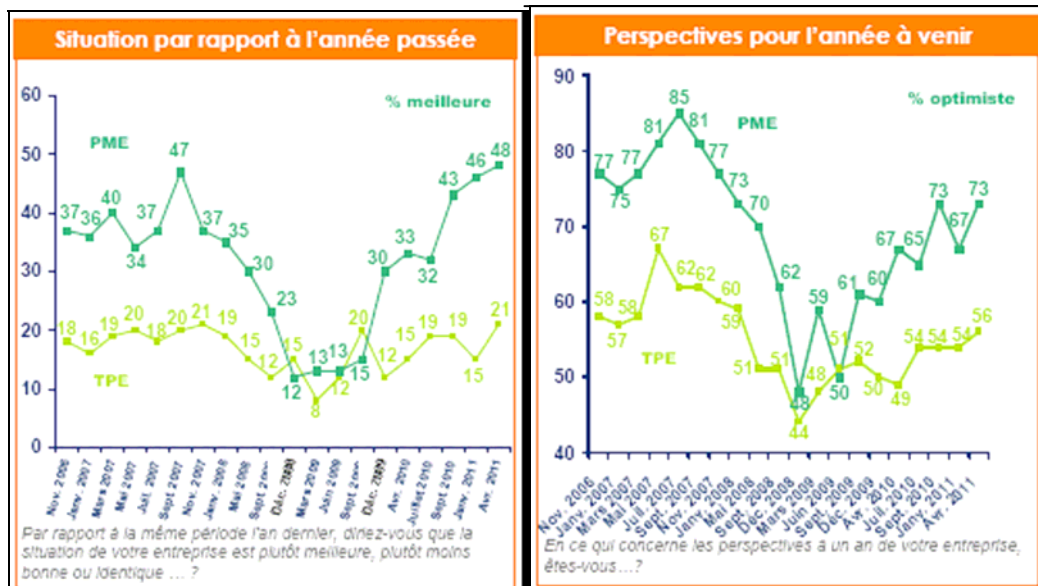 Situation par rapport à l'année passée
60
% meilleure
PME
50
40
30
20
10
0
37 36 40 34 37 47 37 35 30 23 12 13 13 15 30 33 32 43 46 48
18 16 19 20 18 20 21 19 15 12 15 8 12 20 12 15 19 19 15 21
TPE
Nov. 2006 Janv. 2007 Mars 2007 Mai 2007 Juil. 2007 Sept. 2007 Nov. 2007 Janv. 2008 Mai 2008 Sept. Déc. 2008 Mars 2009 Juin 2009 Sept. Déc. 2009 Avr. 2010 Juillet 2010 Sept. 2010 Janv. 2011 Avr. 2011
Par rapport à la même période l'an dernier, diriez-vous que la
situation de votre entreprise est plutôt meilleure, plutôt moins
bonne ou identique ... ?
Perspectives pour l'année à venir
90
% optimiste
PME
80
70
60
50
40
77 75 77 81 85 81 77 73 70 62 48 59 50 61 60 67 65 73 67 73
58 57 58 67 62 62 60 59 51 51 44 48 51 52 50 49 54 54 54 56
TPE
Nov. 2006 Janv. 2007 Mars 2007 Mai 2007 Juil. 2007 Sept. 2007 Nov. 2007 Janv. 2008 Mai 2008 Sept. 2008 Déc. 2008 Mars 2009 Juin 2009 Sept. 2009 Déc. 2009 Avr. 2010 Juil. 2010 Sept. 2010 Janv. 2011 Avr. 2011
En ce qui concerne les perspectives à un an de votre entreprise,
êtes-vous...?